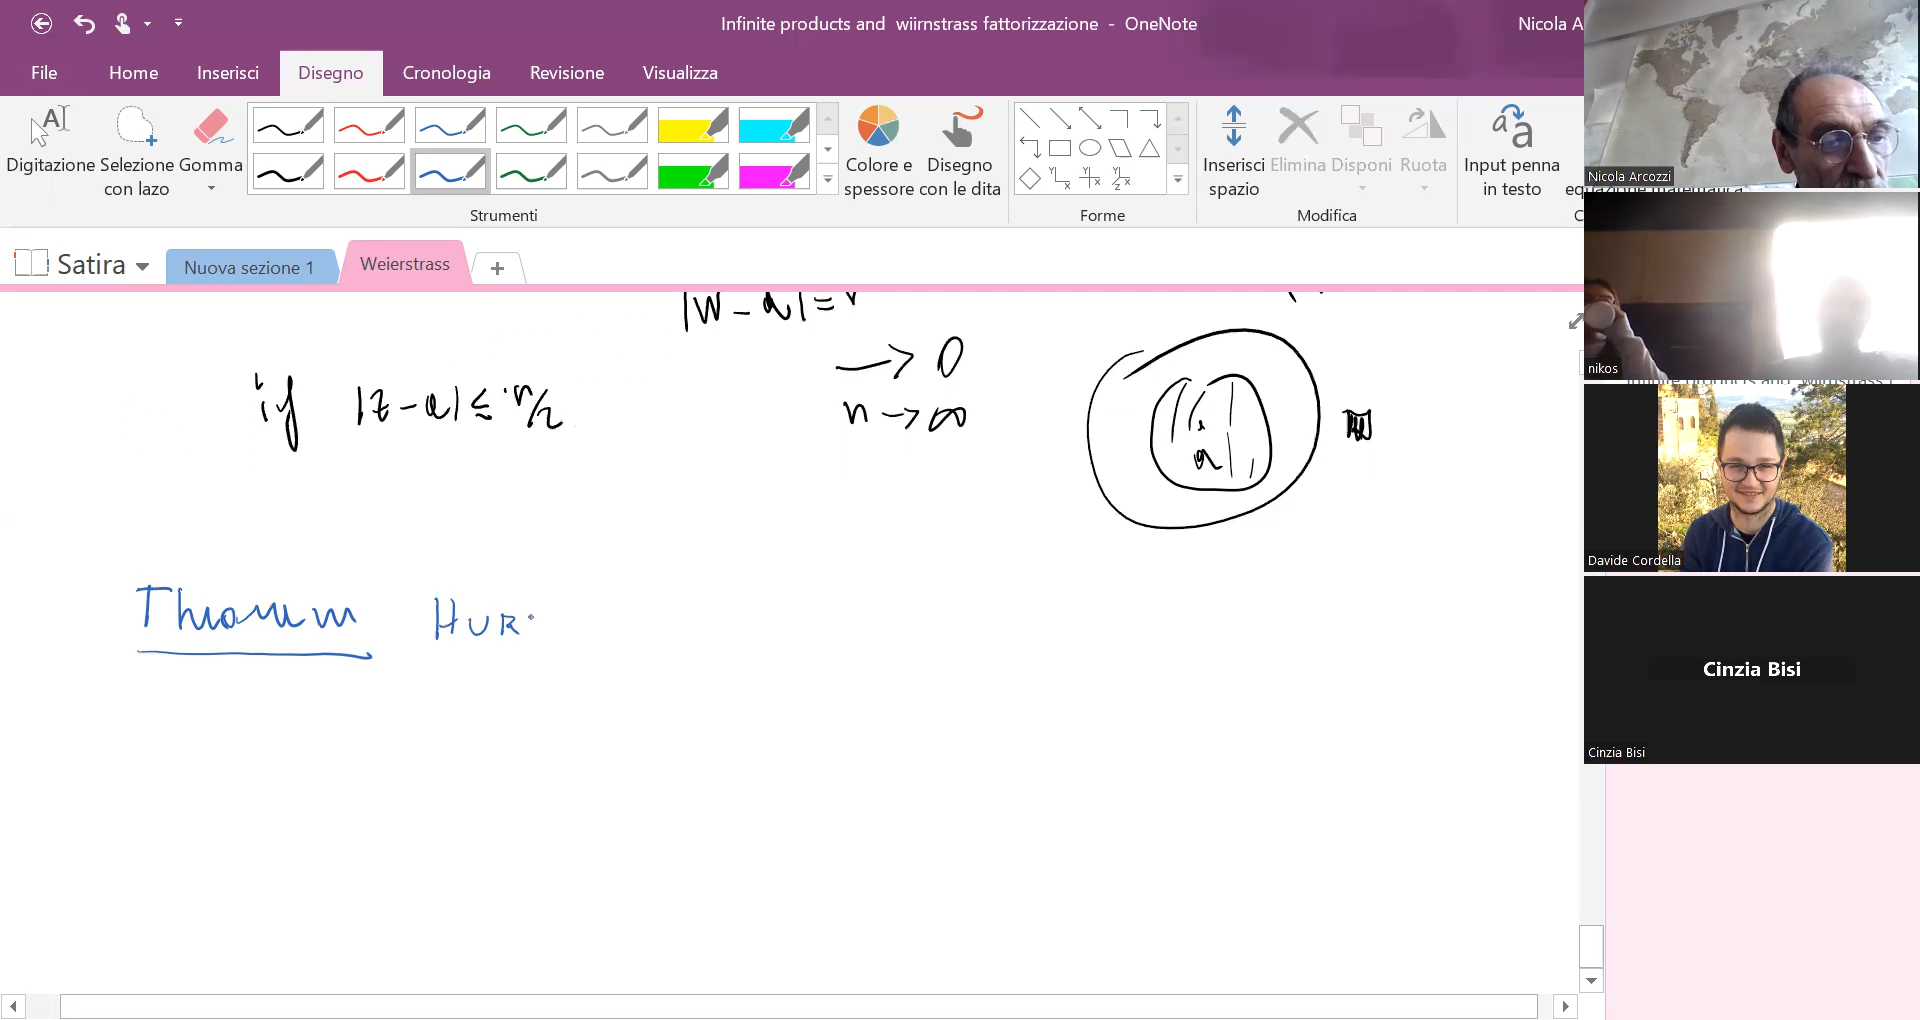 Infinite products and wiirnstrass fattorizzazione - OneNote
Nicola A
File Home Inserisci Disegno Cronologia Revisione Visualizza
Digitazione
Selezione con lazo
Gomma
Colore e spessore
Disegno con le dita
Inserisci spazio
Elimina
Disponi
Ruota
Input penna in testo
Strumenti
Forme
Modifica
Satira
Nuova sezione 1
Weierstrass
|w-a|=r
→ 0
n → ∞
if |z-a| ≤ r/2
a
Theorem HUR
Nicola Arcozzi
nikos
Davide Cordella
Cinzia Bisi
Cinzia Bisi